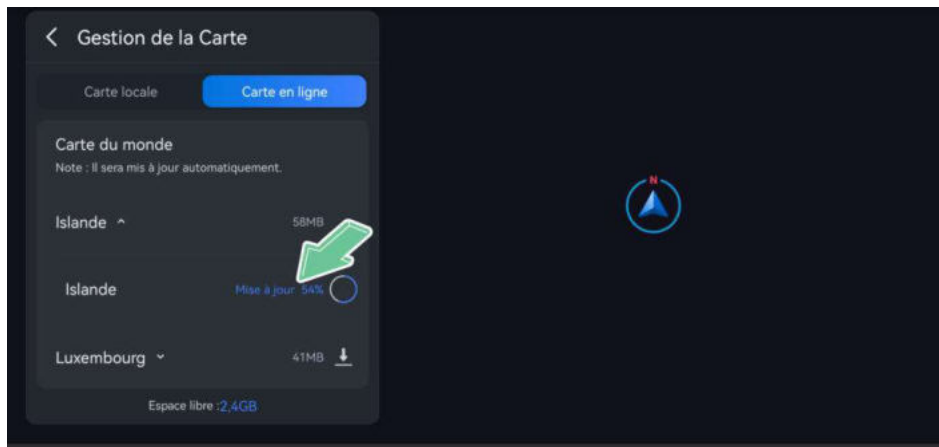 Gestion de la Carte
Carte locale
Carte en ligne
Carte du monde
Note : Il sera mis à jour automatiquement.
Islande 58MB
Islande Mise à jour 54%
Luxembourg 41MB
Espace libre :2,4GB
N